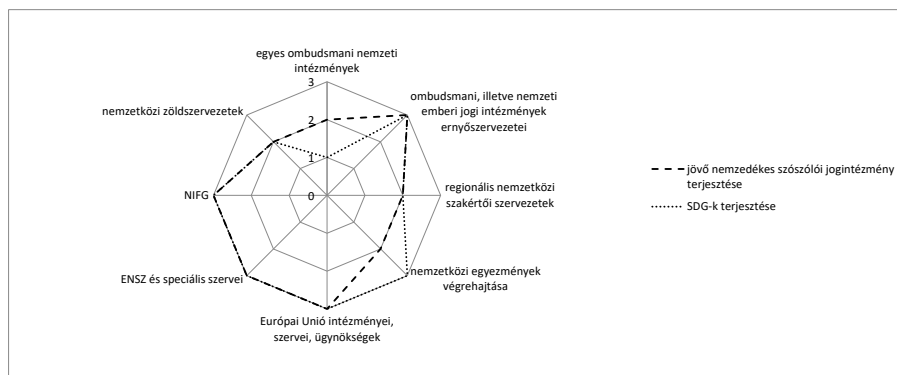 egyes ombudsmani nemzeti
intézmények
3
ombudsmani, illetve nemzeti
emberi jogi intézmények
ernyőszervezetei
nemzetközi zöldszervezetek
2
1
jövő nemzedékes szószólói jogintézmény
terjesztése
NIFG
0
regionális nemzetközi
szakértői szervezetek
SDG-k terjesztése
ENSZ és speciális szervei
nemzetközi egyezmények
végrehajtása
Európai Unió intézményei,
szervei, ügynökségek